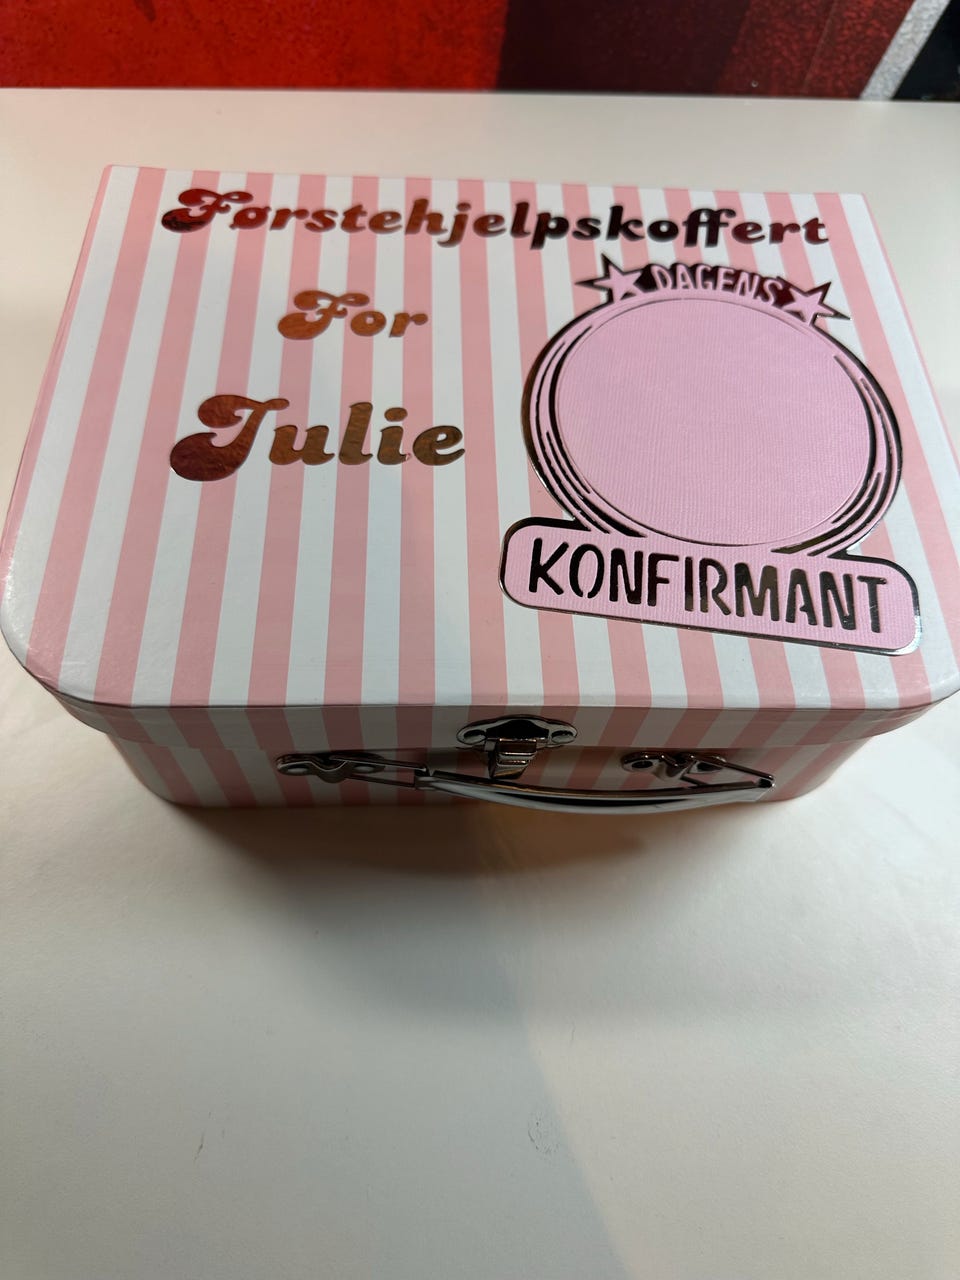 Førstehjelpskoffert
For
Julie
DAGENS
KONFIRMANT